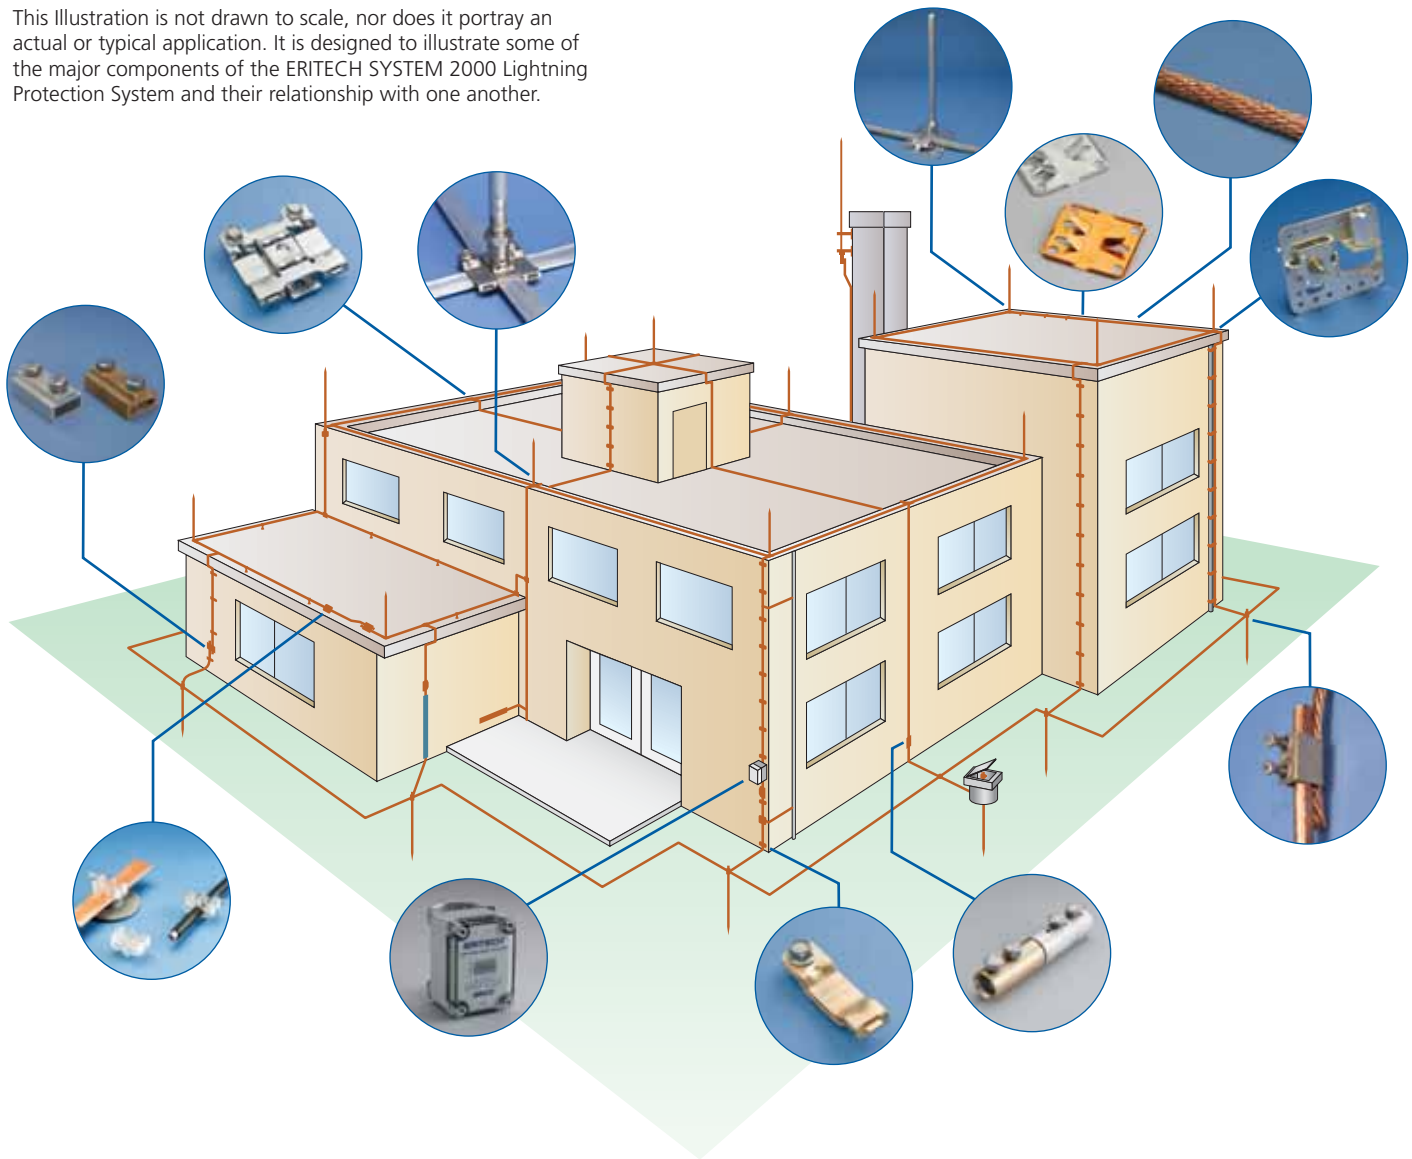 This Illustration is not drawn to scale, nor does it portray an
actual or typical application. It is designed to illustrate some of
the major components of the ERITECH SYSTEM 2000 Lightning
Protection System and their relationship with one another.
ERITECH